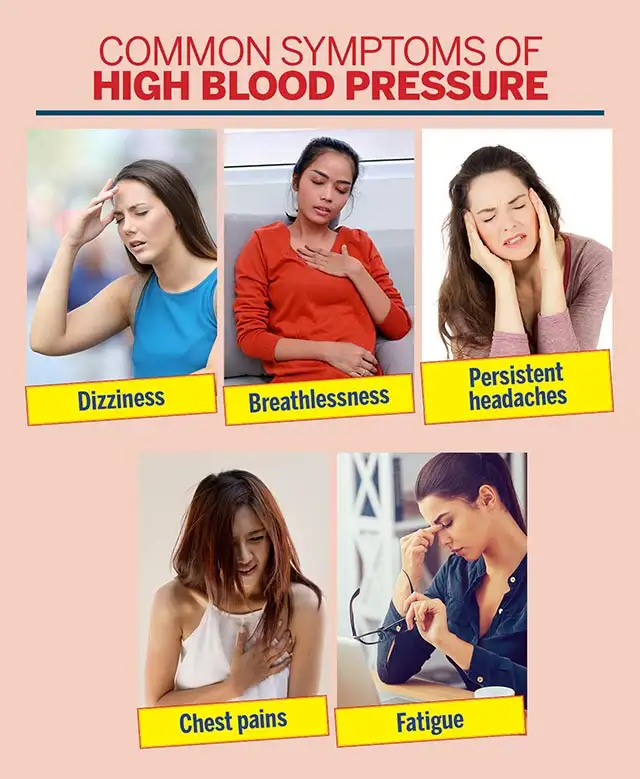 COMMON SYMPTOMS OF
HIGH BLOOD PRESSURE
Dizziness
Breathlessness
Persistent
headaches
Chest pains
Fatigue